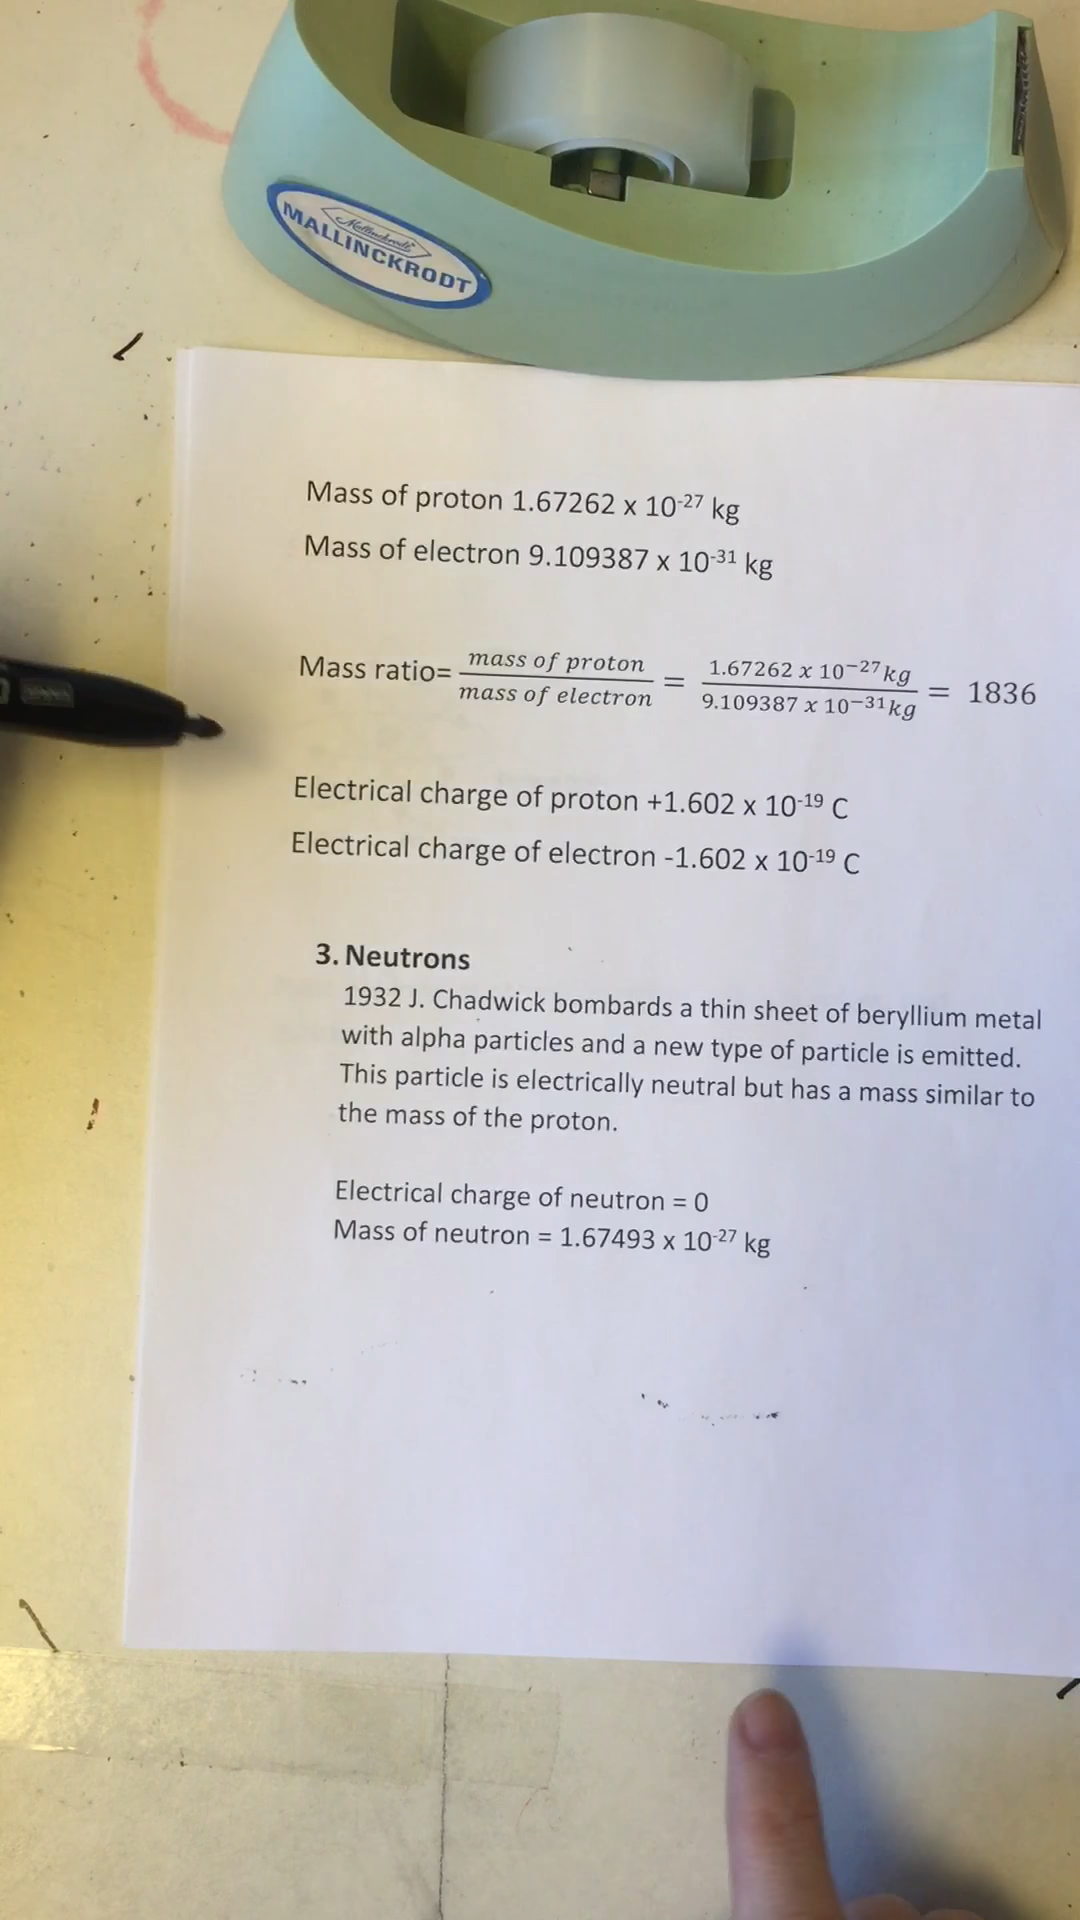 Mallinckrodt
MALLINCKRODT
Mass of proton 1.67262 x 10⁻²⁷ kg
Mass of electron 9.109387 x 10⁻³¹ kg
Mass ratio= mass of proton / mass of electron = 1.67262 x 10⁻²⁷kg / 9.109387 x 10⁻³¹kg = 1836
Electrical charge of proton +1.602 x 10⁻¹⁹ C
Electrical charge of electron -1.602 x 10⁻¹⁹ C
3. Neutrons
1932 J. Chadwick bombards a thin sheet of beryllium metal
with alpha particles and a new type of particle is emitted.
This particle is electrically neutral but has a mass similar to
the mass of the proton.
Electrical charge of neutron = 0
Mass of neutron = 1.67493 x 10⁻²⁷ kg